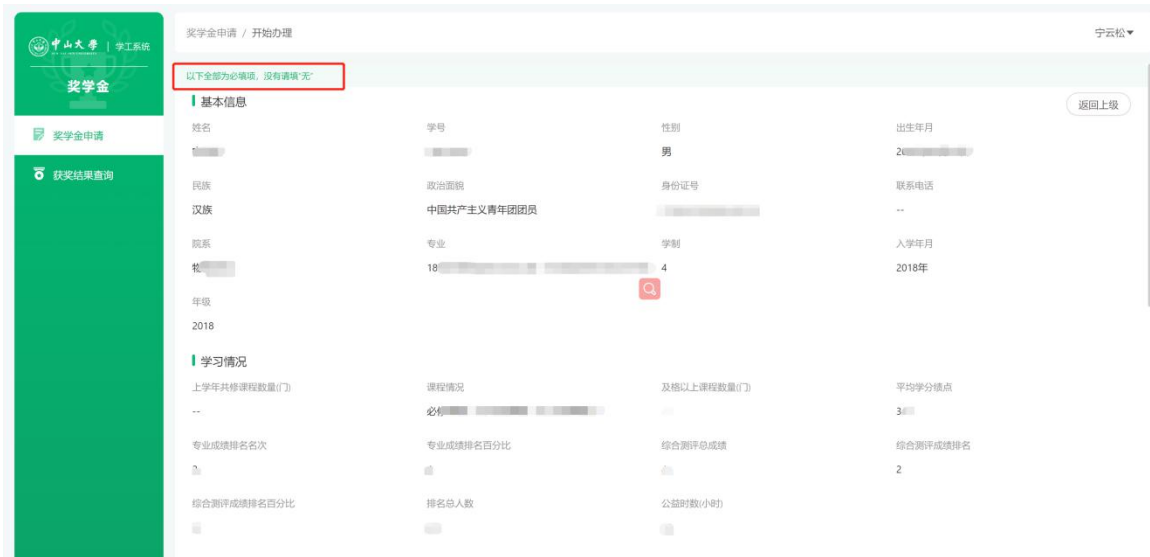 中山大学 | 学工系统
奖学金
奖学金申请
获奖结果查询
奖学金申请 / 开始办理
宁云松▼
以下全部为必填项，没有请填"无"
基本信息
返回上级
姓名 学号 性别 出生年月
男
民族 政治面貌 身份证号 联系电话
汉族 中国共产主义青年团团员 --
院系 专业 学制 入学年月
18 4 2018年
年级
2018
学习情况
上学年共修课程数量(门) 课程情况 及格以上课程数量(门) 平均学分绩点
-- 必修
专业成绩排名名次 专业成绩排名百分比 综合测评总成绩 综合测评成绩排名
2
综合测评成绩排名百分比 排名总人数 公益时数(小时)